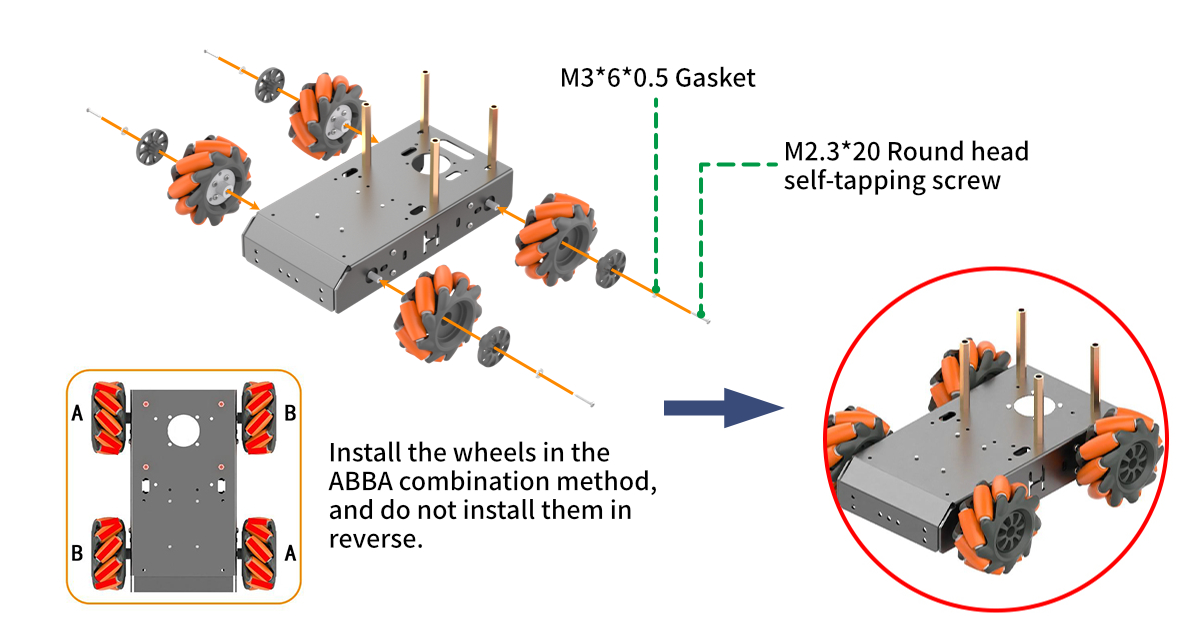 M3*6*0.5 Gasket
M2.3*20 Round head
self-tapping screw
A
B
B
A
Install the wheels in the
ABBA combination method,
and do not install them in
reverse.